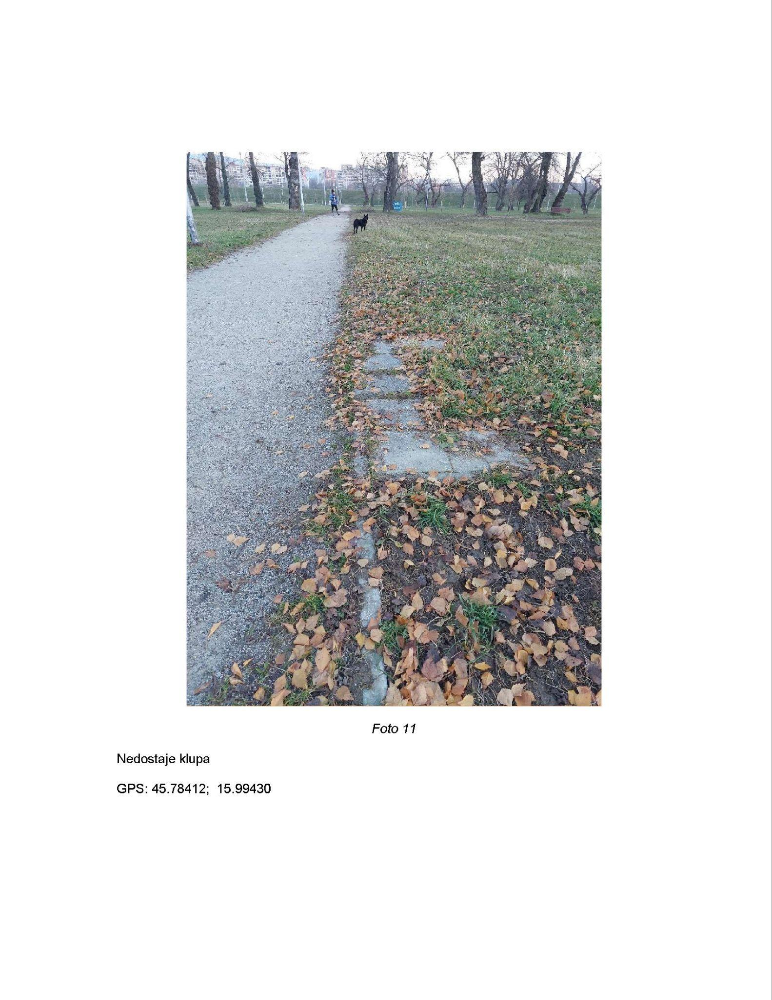 Foto 11
Nedostaje klupa
GPS: 45.78412;  15.99430